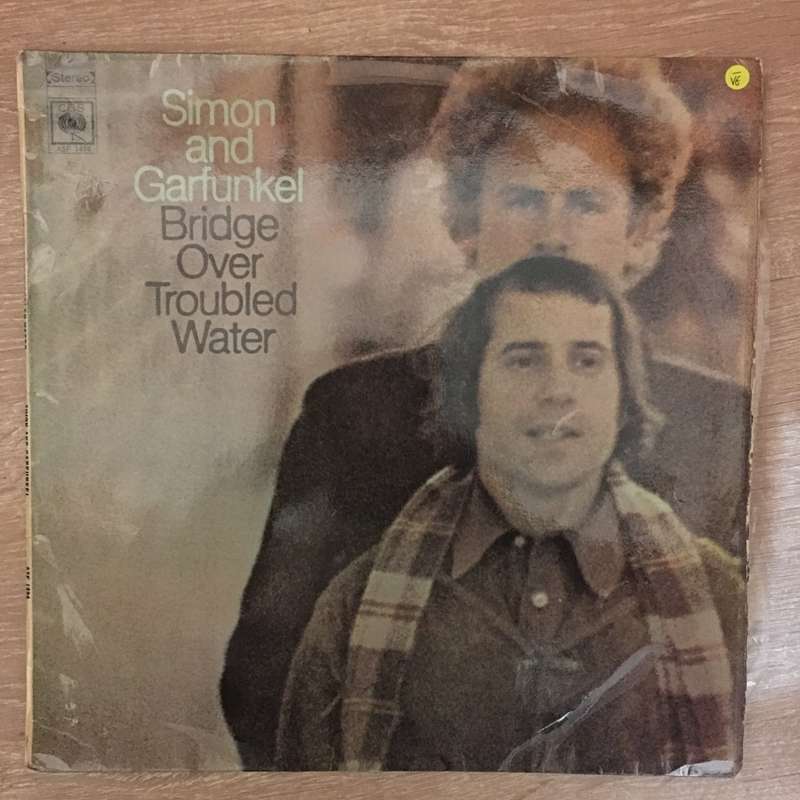 Stereo
CBS
Simon
and
Garfunkel
Bridge
Over
Troubled
Water